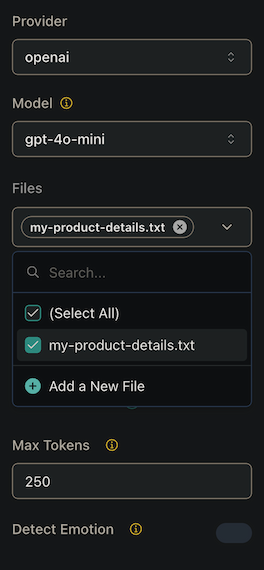 Provider
openai
Model
gpt-4o-mini
Files
my-product-details.txt
Search...
(Select All)
my-product-details.txt
Add a New File
Max Tokens
250
Detect Emotion